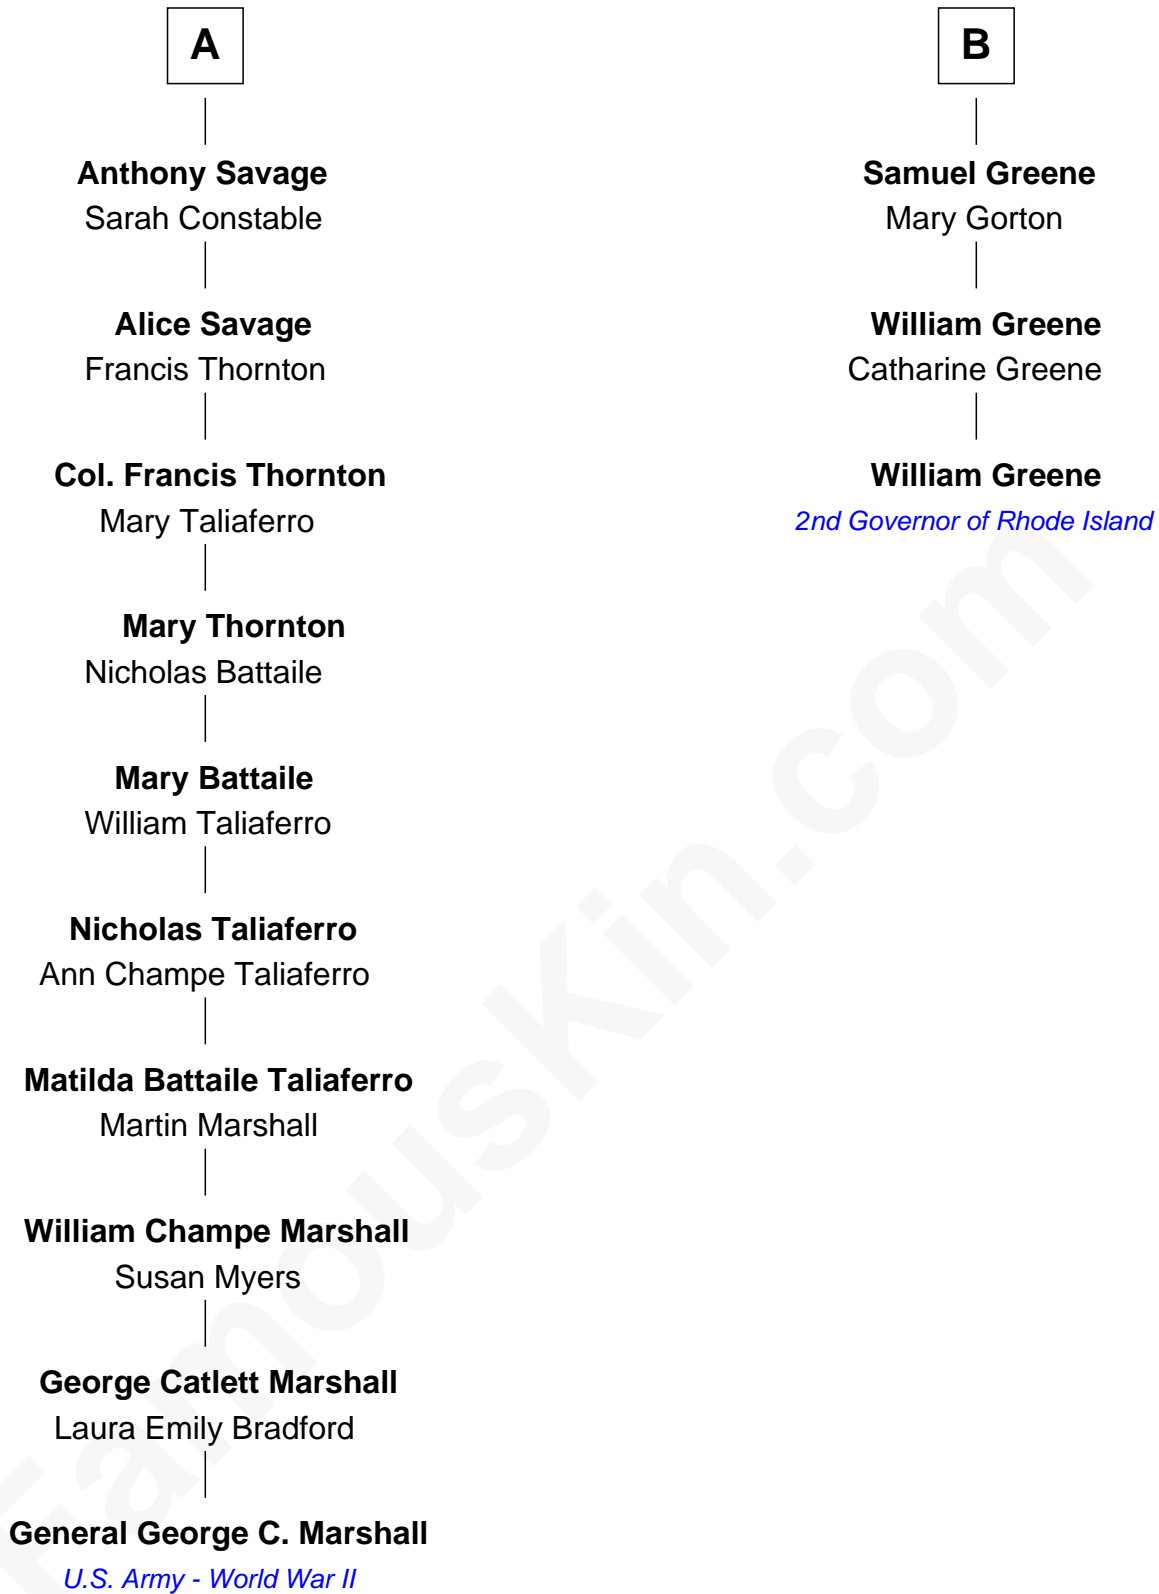 A
Anthony Savage
Sarah Constable
Alice Savage
Francis Thornton
Col. Francis Thornton
Mary Taliaferro
Mary Thornton
Nicholas Battaile
Mary Battaile
William Taliaferro
Nicholas Taliaferro
Ann Champe Taliaferro
Matilda Battaile Taliaferro
Martin Marshall
William Champe Marshall
Susan Myers
George Catlett Marshall
Laura Emily Bradford
General George C. Marshall
U.S. Army - World War II
B
Samuel Greene
Mary Gorton
William Greene
Catharine Greene
William Greene
2nd Governor of Rhode Island
FamousKin.com